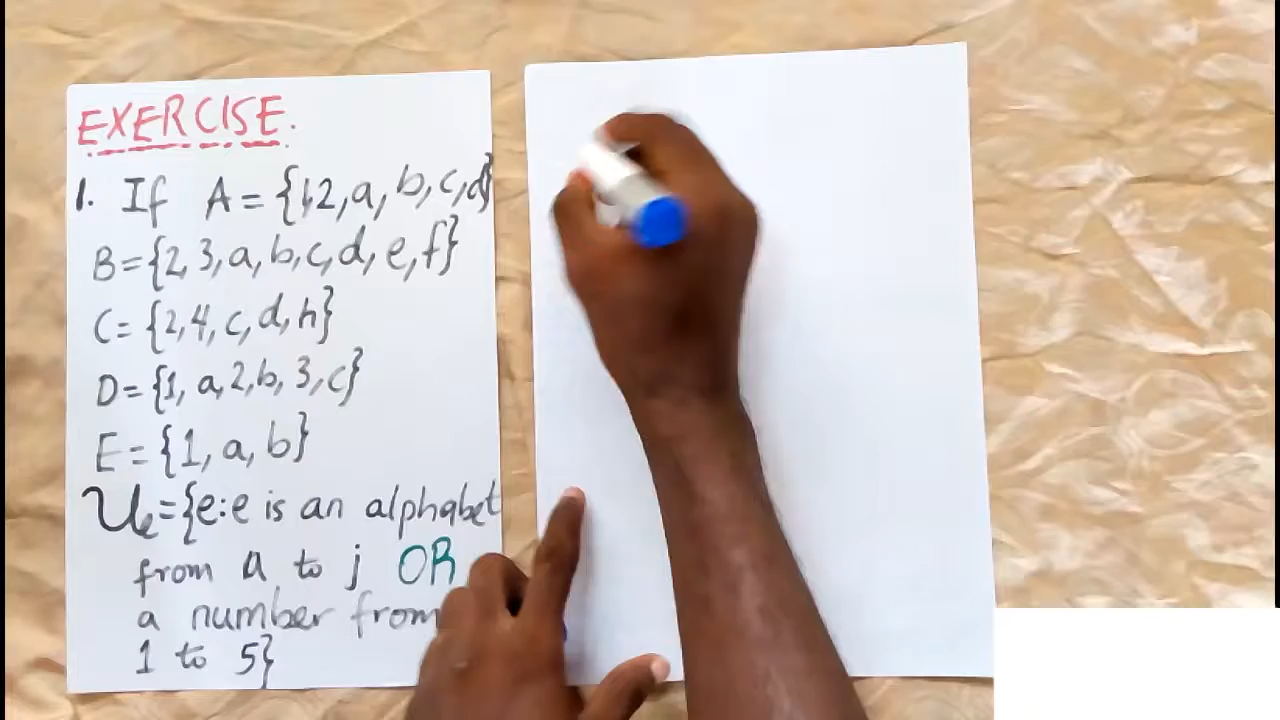 EXERCISE.
1. If A = {1,2,a,b,c,d}
B={2,3,a,b,c,d,e,f}
C={2,4,c,d,h}
D={1,a,2,b,3,c}
E={1,a,b}
U={e:e is an alphabet
from a to j OR
a number from
1 to 5}